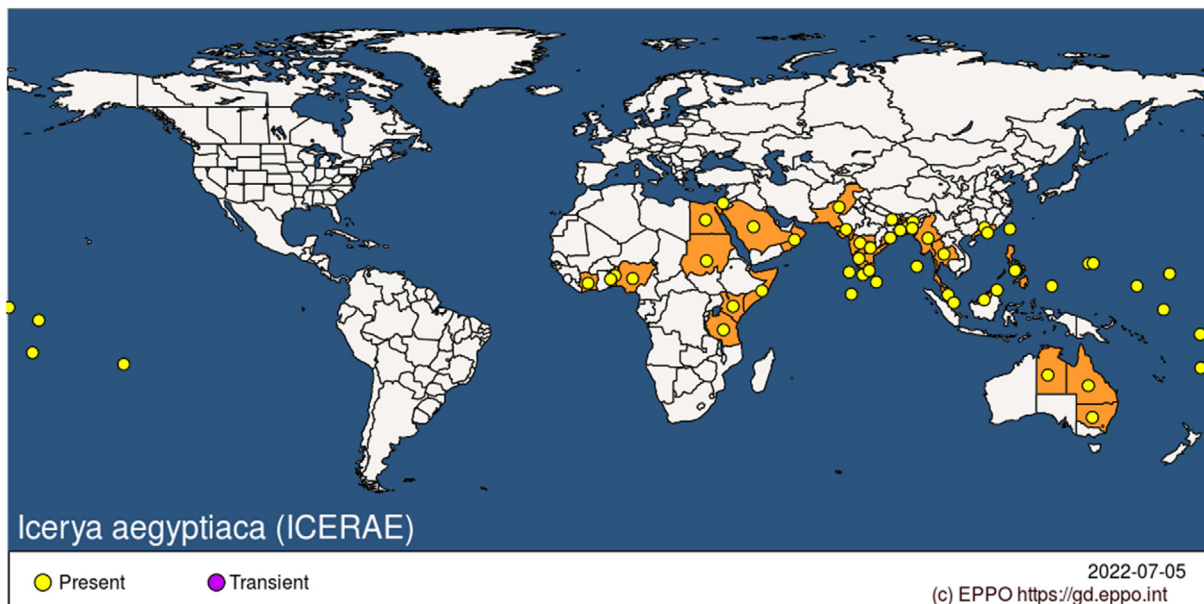 Icerya aegyptiaca (ICERAE)
Present
Transient
2022-07-05
(c) EPPO https://gd.eppo.int